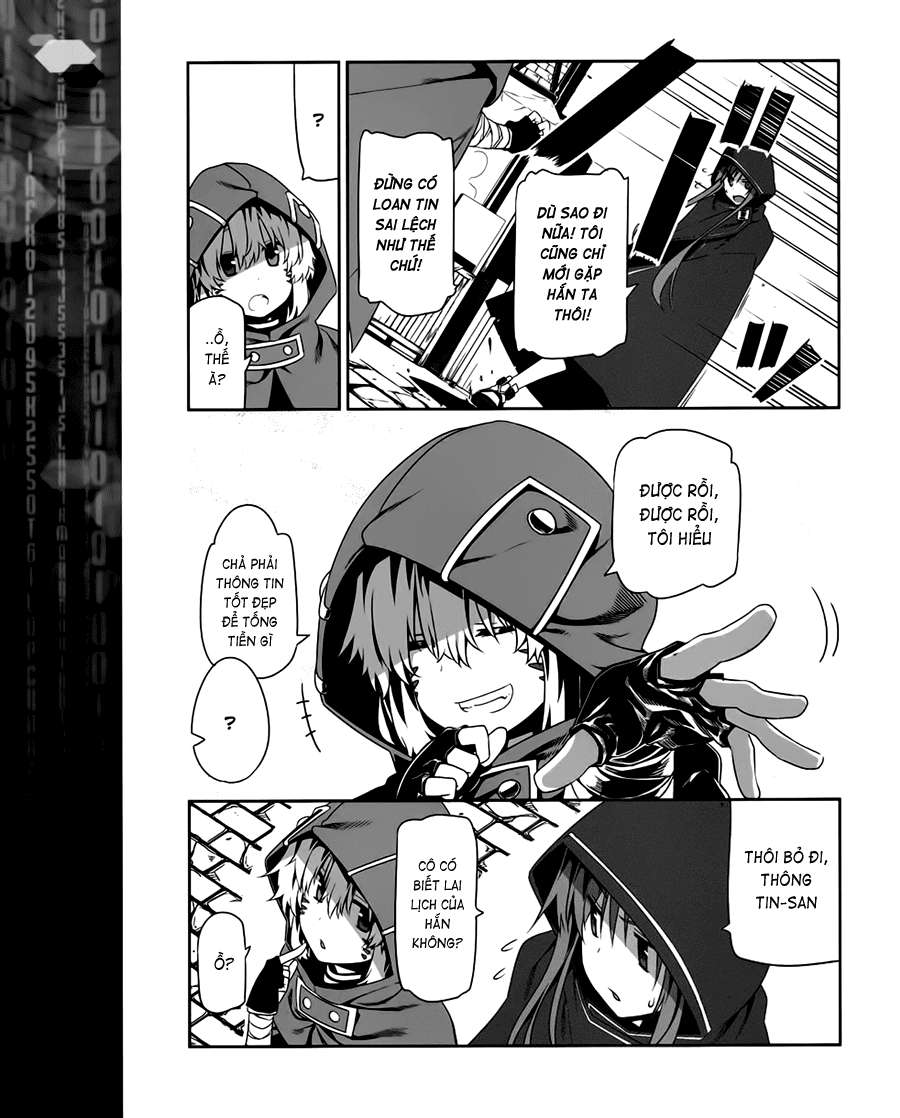 DÙ SAO ĐI
NỮA! TÔI
CŨNG CHỈ
MỚI GẶP
HẮN TA
THÔI!
ĐỪNG CÓ
LOAN TIN
SAI LỆCH
NHƯ THẾ
CHỨ!
?
..Ồ,
THẾ
À?
ĐƯỢC RỒI,
ĐƯỢC RỒI,
TÔI HIỂU
CHẢ PHẢI
THÔNG TIN
TỐT ĐẸP
ĐỂ TỐNG
TIỀN GÌ
?
THÔI BỎ ĐI,
THÔNG
TIN-SAN
CÔ CÓ
BIẾT LAI
LỊCH CỦA
HẮN
KHÔNG?
Ồ?